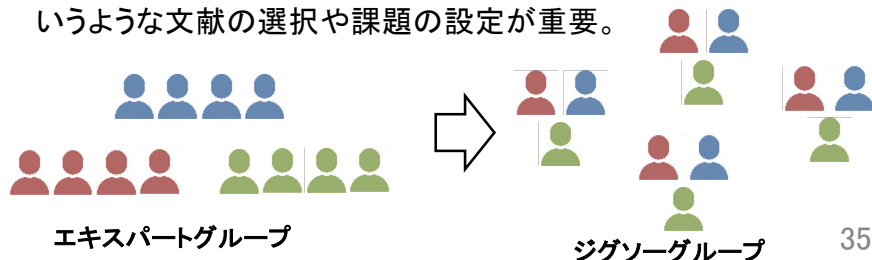 いうような文献の選択や課題の設定が重要。
エキスパートグループ
ジグソーグループ
35